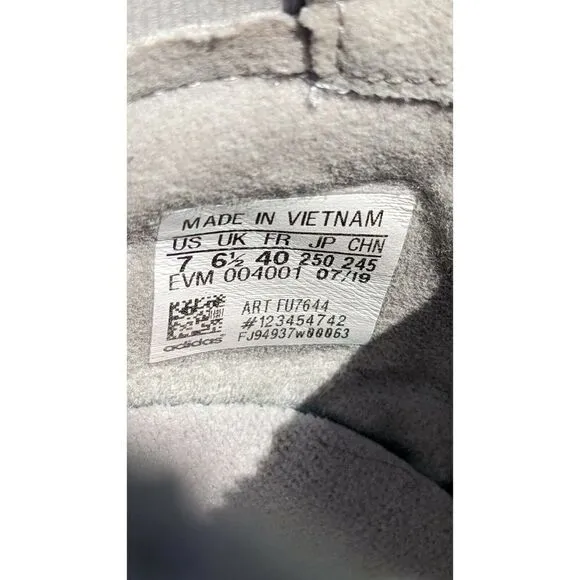 MADE IN VIETNAM
US UK FR JP CHN
7 6½ 40 250 245
EVM 004001 07/19
ART FU7644
#123454742
FJ94937W00063
adidas